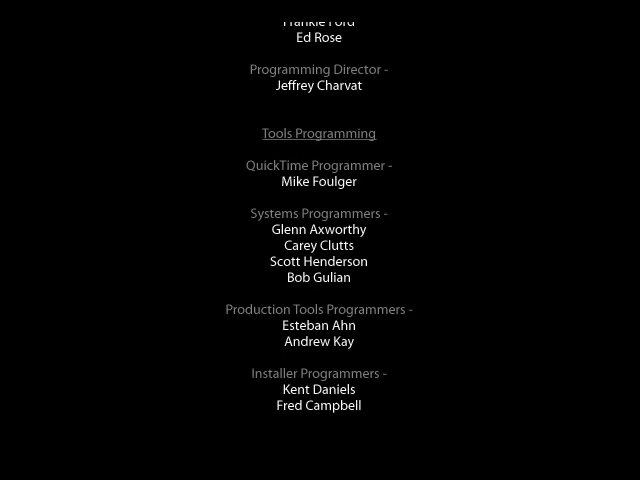 Frankie Ford
Ed Rose
Programming Director -
Jeffrey Charvat
Tools Programming
QuickTime Programmer -
Mike Foulger
Systems Programmers -
Glenn Axworthy
Carey Clutts
Scott Henderson
Bob Gulian
Production Tools Programmers -
Esteban Ahn
Andrew Kay
Installer Programmers -
Kent Daniels
Fred Campbell